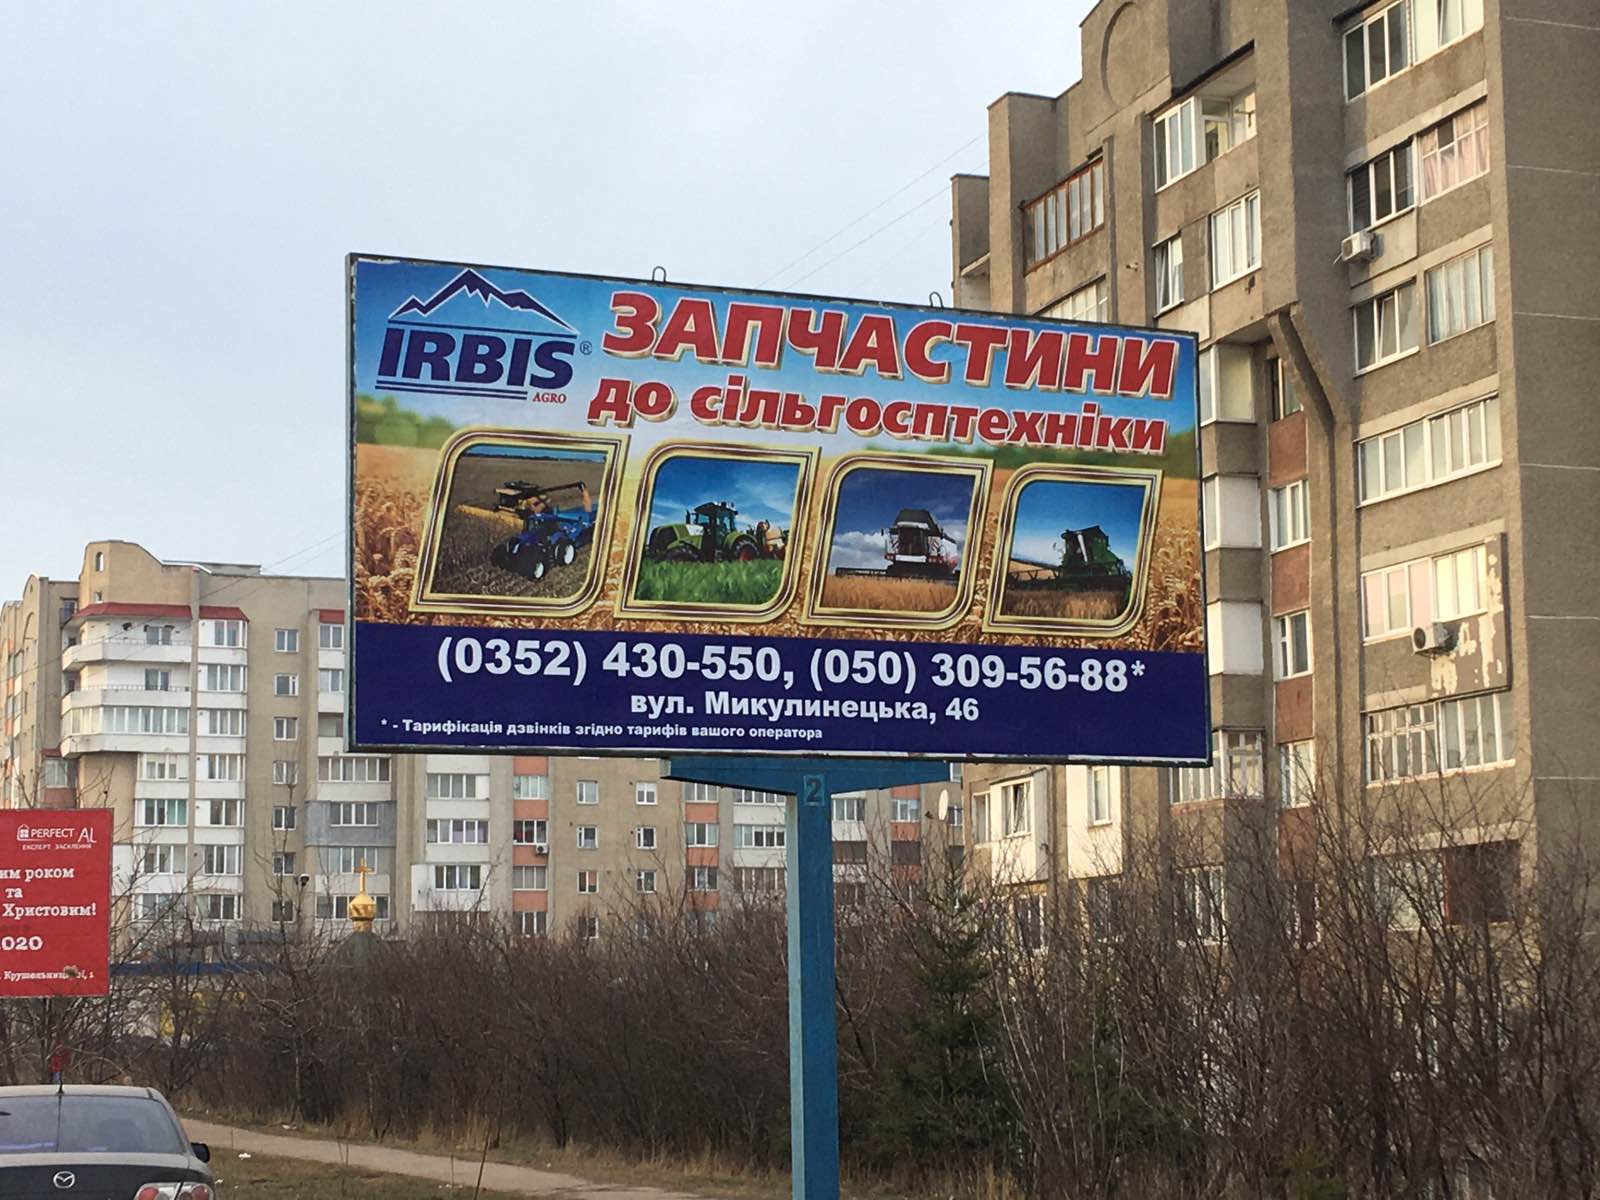 IRBIS®
AGRO
ЗАПЧАСТИНИ
до сільгосптехніки
(0352) 430-550, (050) 309-56-88*
вул. Микулинецька, 46
* - Тарифікація дзвінків згідно тарифів вашого оператора
2
PERFECT AL
ЕКСПЕРТ ЗАСКЛЕННЯ
им роком
та
Христовим!
2020